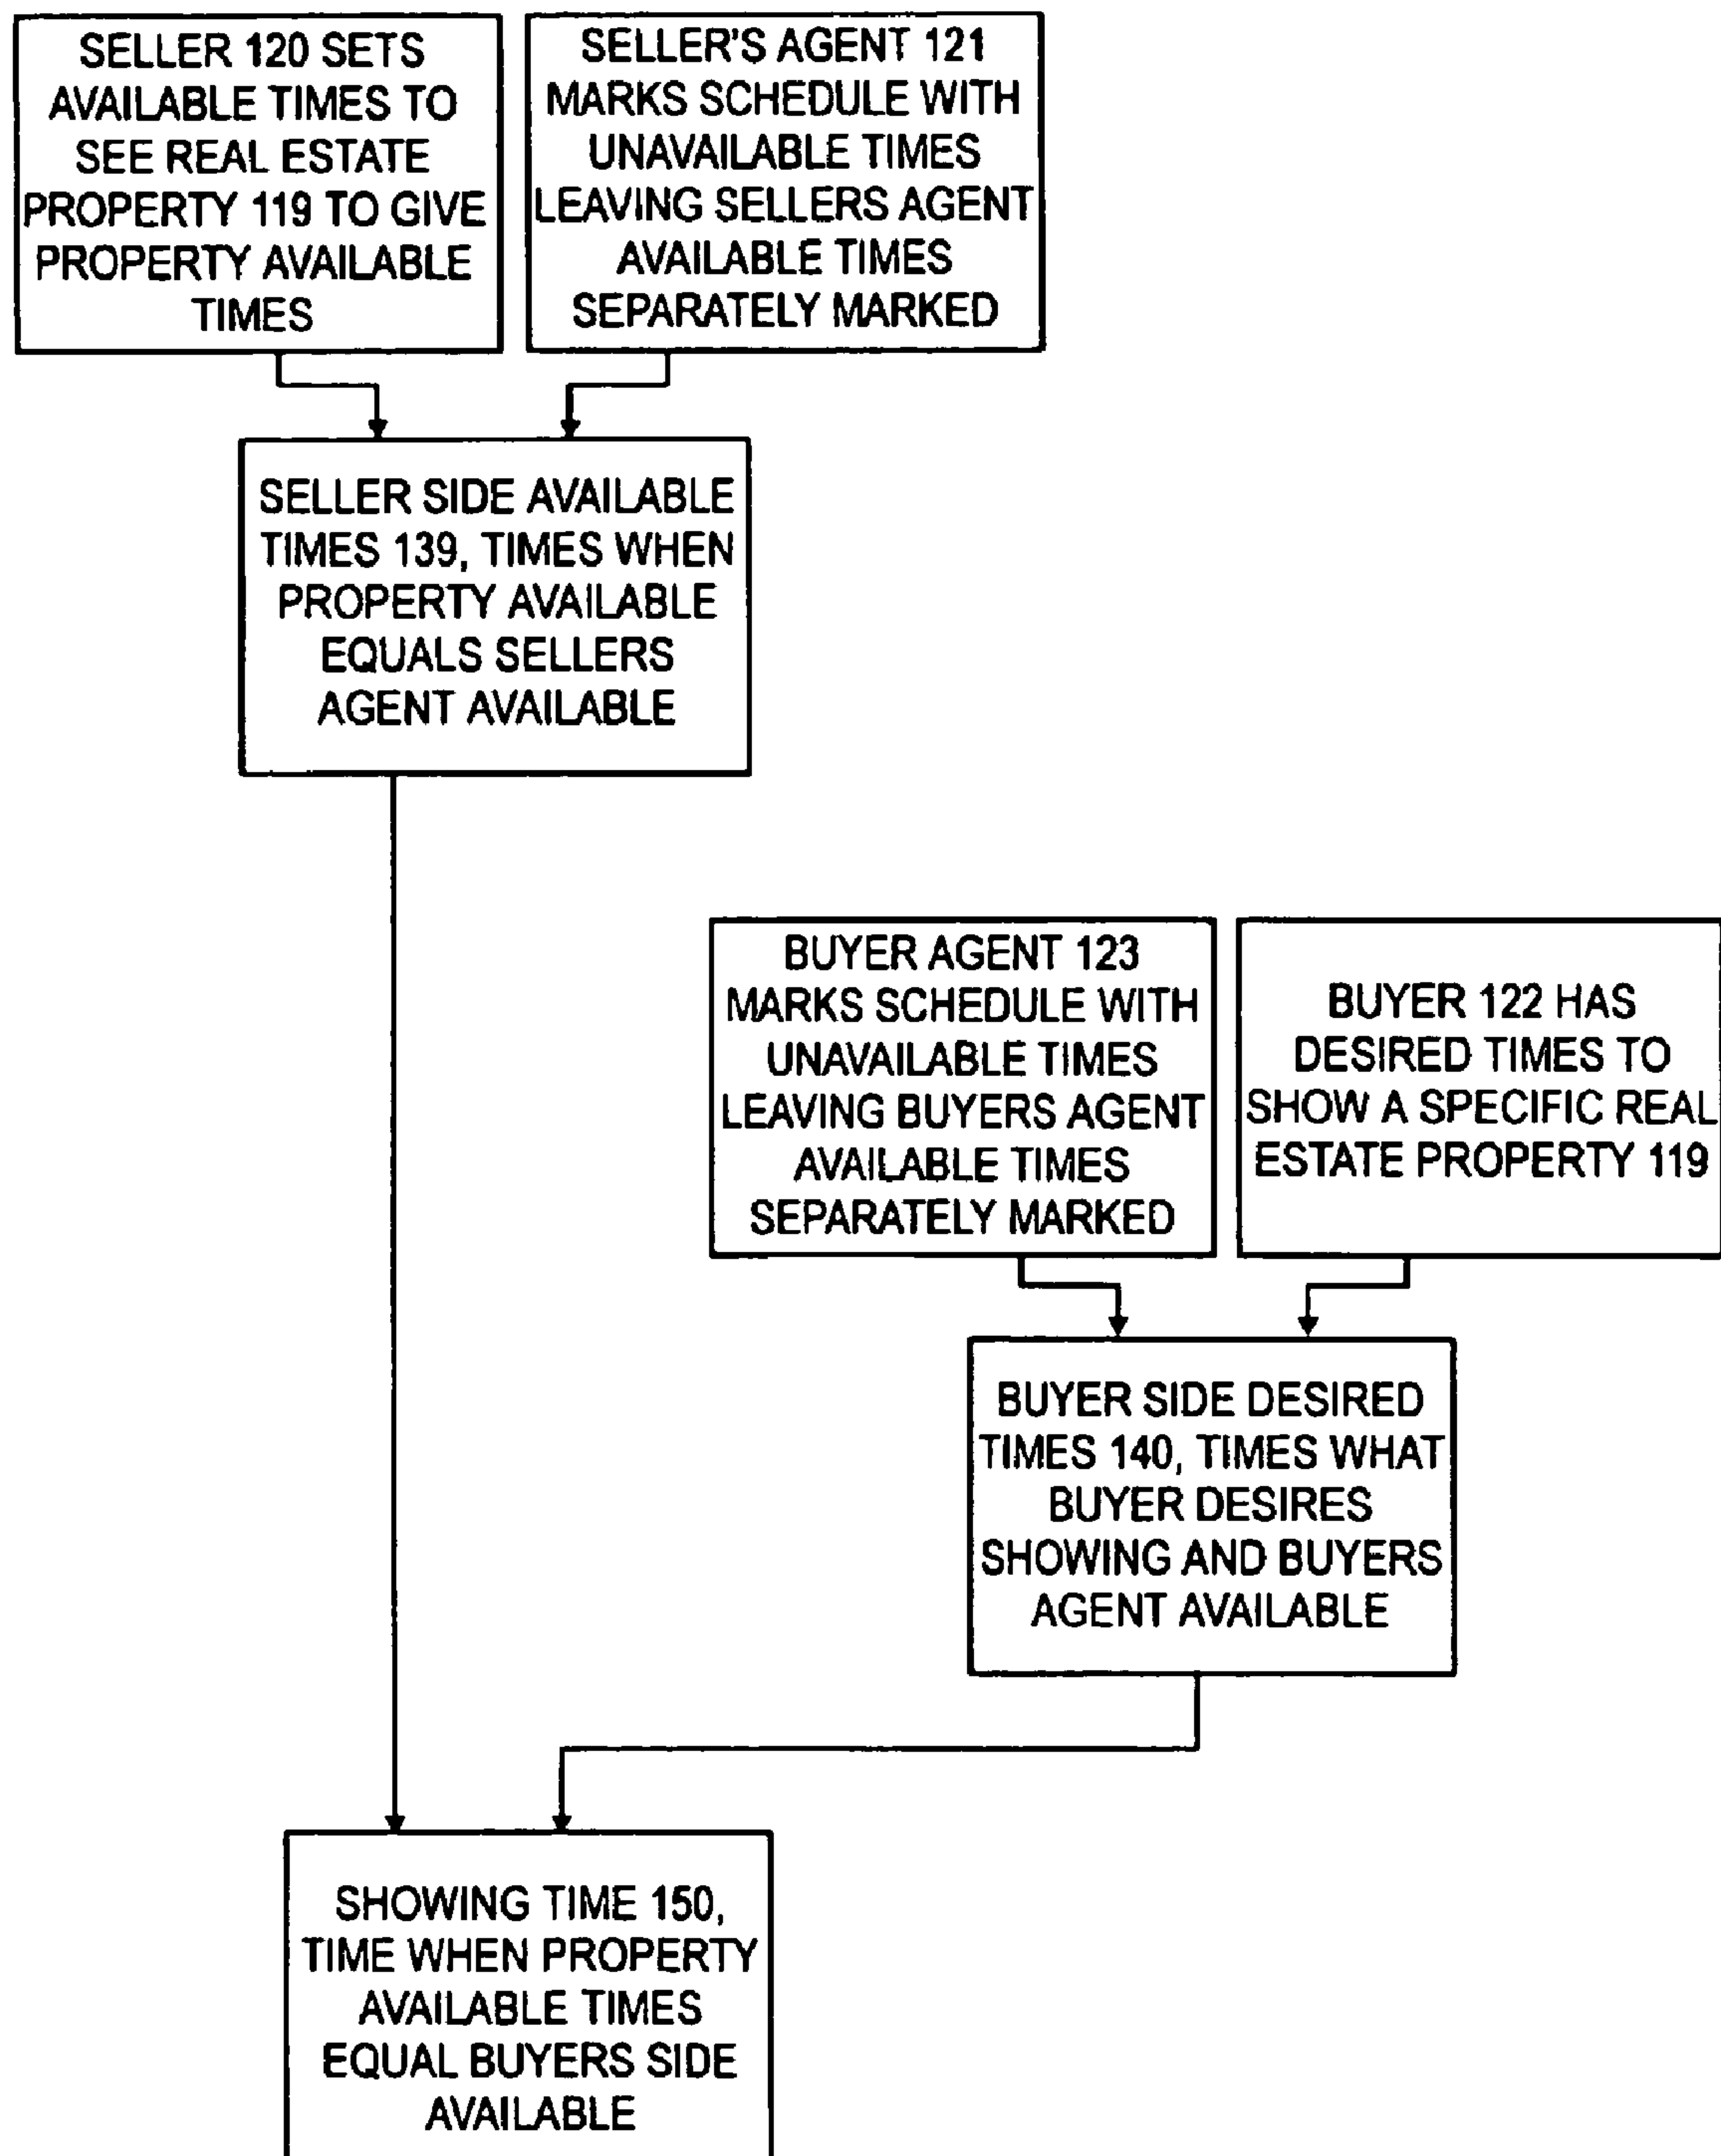 SELLER 120 SETS
AVAILABLE TIMES TO
SEE REAL ESTATE
PROPERTY 119 TO GIVE
PROPERTY AVAILABLE
TIMES
SELLER'S AGENT 121
MARKS SCHEDULE WITH
UNAVAILABLE TIMES
LEAVING SELLERS AGENT
AVAILABLE TIMES
SEPARATELY MARKED
SELLER SIDE AVAILABLE
TIMES 139, TIMES WHEN
PROPERTY AVAILABLE
EQUALS SELLERS
AGENT AVAILABLE
BUYER AGENT 123
MARKS SCHEDULE WITH
UNAVAILABLE TIMES
LEAVING BUYERS AGENT
AVAILABLE TIMES
SEPARATELY MARKED
BUYER 122 HAS
DESIRED TIMES TO
SHOW A SPECIFIC REAL
ESTATE PROPERTY 119
BUYER SIDE DESIRED
TIMES 140, TIMES WHAT
BUYER DESIRES
SHOWING AND BUYERS
AGENT AVAILABLE
SHOWING TIME 150,
TIME WHEN PROPERTY
AVAILABLE TIMES
EQUAL BUYERS SIDE
AVAILABLE